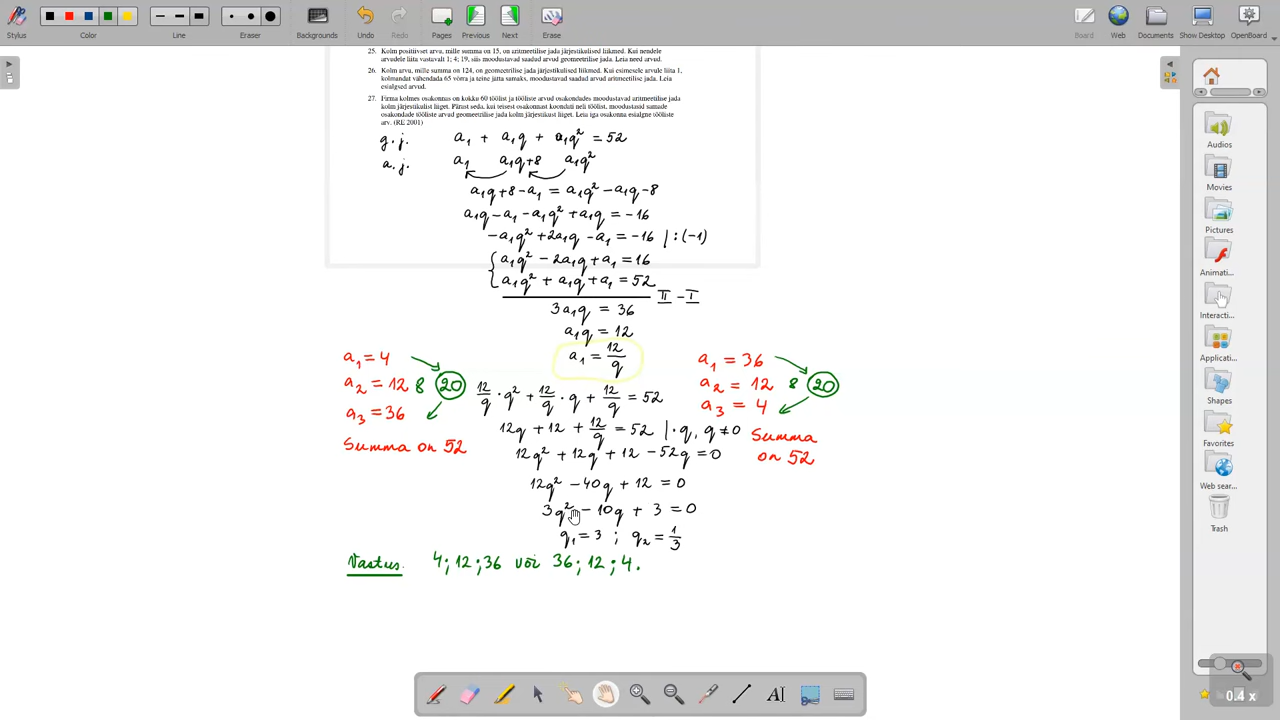 Stylus
Color
Line
Eraser
Backgrounds
Undo
Redo
Pages
Previous
Next
Erase
Board
Web
Documents
Show Desktop
OpenBoard
25. Kolm positiivset arvu, mille summa on 15, on aritmeetilise jada järjestikulised liikmed. Kui nendele
arvudele liita vastavalt 1; 4; 19, siis moodustavad saadud arvud geomeetrilise jada. Leia need arvud.
26. Kolm arvu, mille summa on 124, on geomeetrilise jada järjestikulised liikmed. Kui esimesele arvule liita 1,
kolmandat vähendada 65 võrra ja teine jätta samaks, moodustavad saadud arvud aritmeetilise jada. Leia
esialgsed arvud.
27. Firma kolmes osakonnas on kokku 60 töölist ja tööliste arvud osakondades moodustavad aritmeetilise jada
kolm järjestikulist liiget. Pärast seda, kui teisest osakonnast koondati neli töölist, moodustasid samade
osakondade tööliste arvud geomeetrilise jada kolm järjestikust liiget. Leia iga osakonna esialgne tööliste
arv. (RE 2001)
g.j. a₁ + a₁q + a₁q² = 52
a.j. a₁ a₁q+8 a₁q²
a₁q+8-a₁ = a₁q²-a₁q-8
a₁q-a₁-a₁q²+a₁q = -16
-a₁q²+2a₁q-a₁ = -16 |:(-1)
a₁q² - 2a₁q + a₁ = 16
a₁q² + a₁q + a₁ = 52
II - I
3a₁q = 36
a₁q = 12
a₁ = 12/q
12/q · q² + 12/q · q + 12/q = 52
12q + 12 + 12/q = 52 |·q, q≠0
12q² + 12q + 12 - 52q = 0
12q² - 40q + 12 = 0
3q² - 10q + 3 = 0
q₁ = 3 ; q₂ = 1/3
a₁ = 4
a₂ = 12 8 20
a₃ = 36
Summa on 52
a₁ = 36
a₂ = 12 8 20
a₃ = 4
Summa
on 52
Vastus. 4; 12; 36 või 36; 12; 4.
Audios
Movies
Pictures
Animati...
Interacti...
Applicati...
Shapes
Favorites
Web sear...
Trash
0.4 x